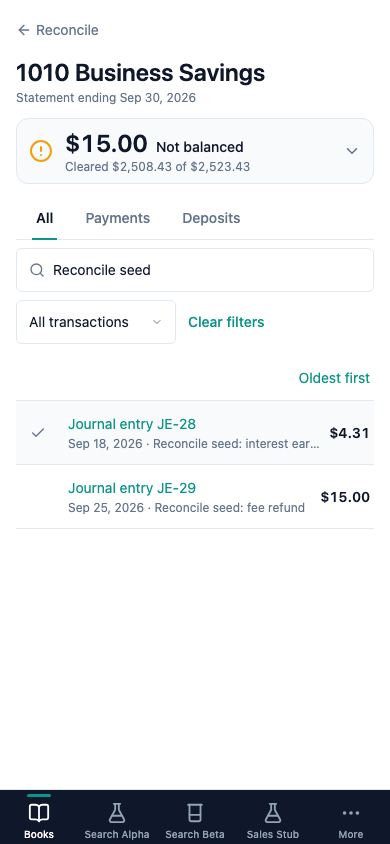 Reconcile
1010 Business Savings
Statement ending Sep 30, 2026
$15.00 Not balanced
Cleared $2,508.43 of $2,523.43
All Payments Deposits
Reconcile seed
All transactions Clear filters
Oldest first
Journal entry JE-28
Sep 18, 2026 · Reconcile seed: interest ear... $4.31
Journal entry JE-29
Sep 25, 2026 · Reconcile seed: fee refund $15.00
Books Search Alpha Search Beta Sales Stub More